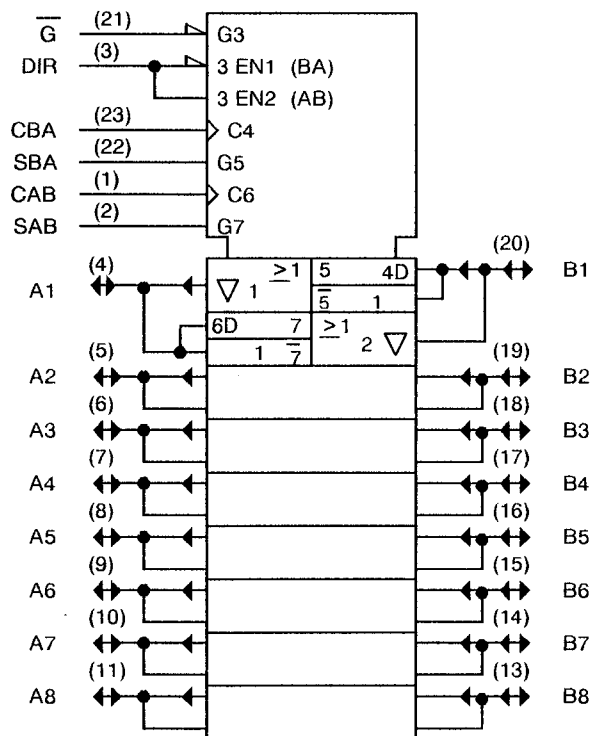 G̅ (21) G3
DIR (3) 3 EN1 (BA)
3 EN2 (AB)
CBA (23) C4
SBA (22) G5
CAB (1) C6
SAB (2) G7
A1 (4) ▽ 1 ≥1 5 4D (20) B1
5̅ 1
6D 7 ≥1
1 7̅ 2 ▽
A2 (5) (19) B2
A3 (6) (18) B3
A4 (7) (17) B4
A5 (8) (16) B5
A6 (9) (15) B6
A7 (10) (14) B7
A8 (11) (13) B8